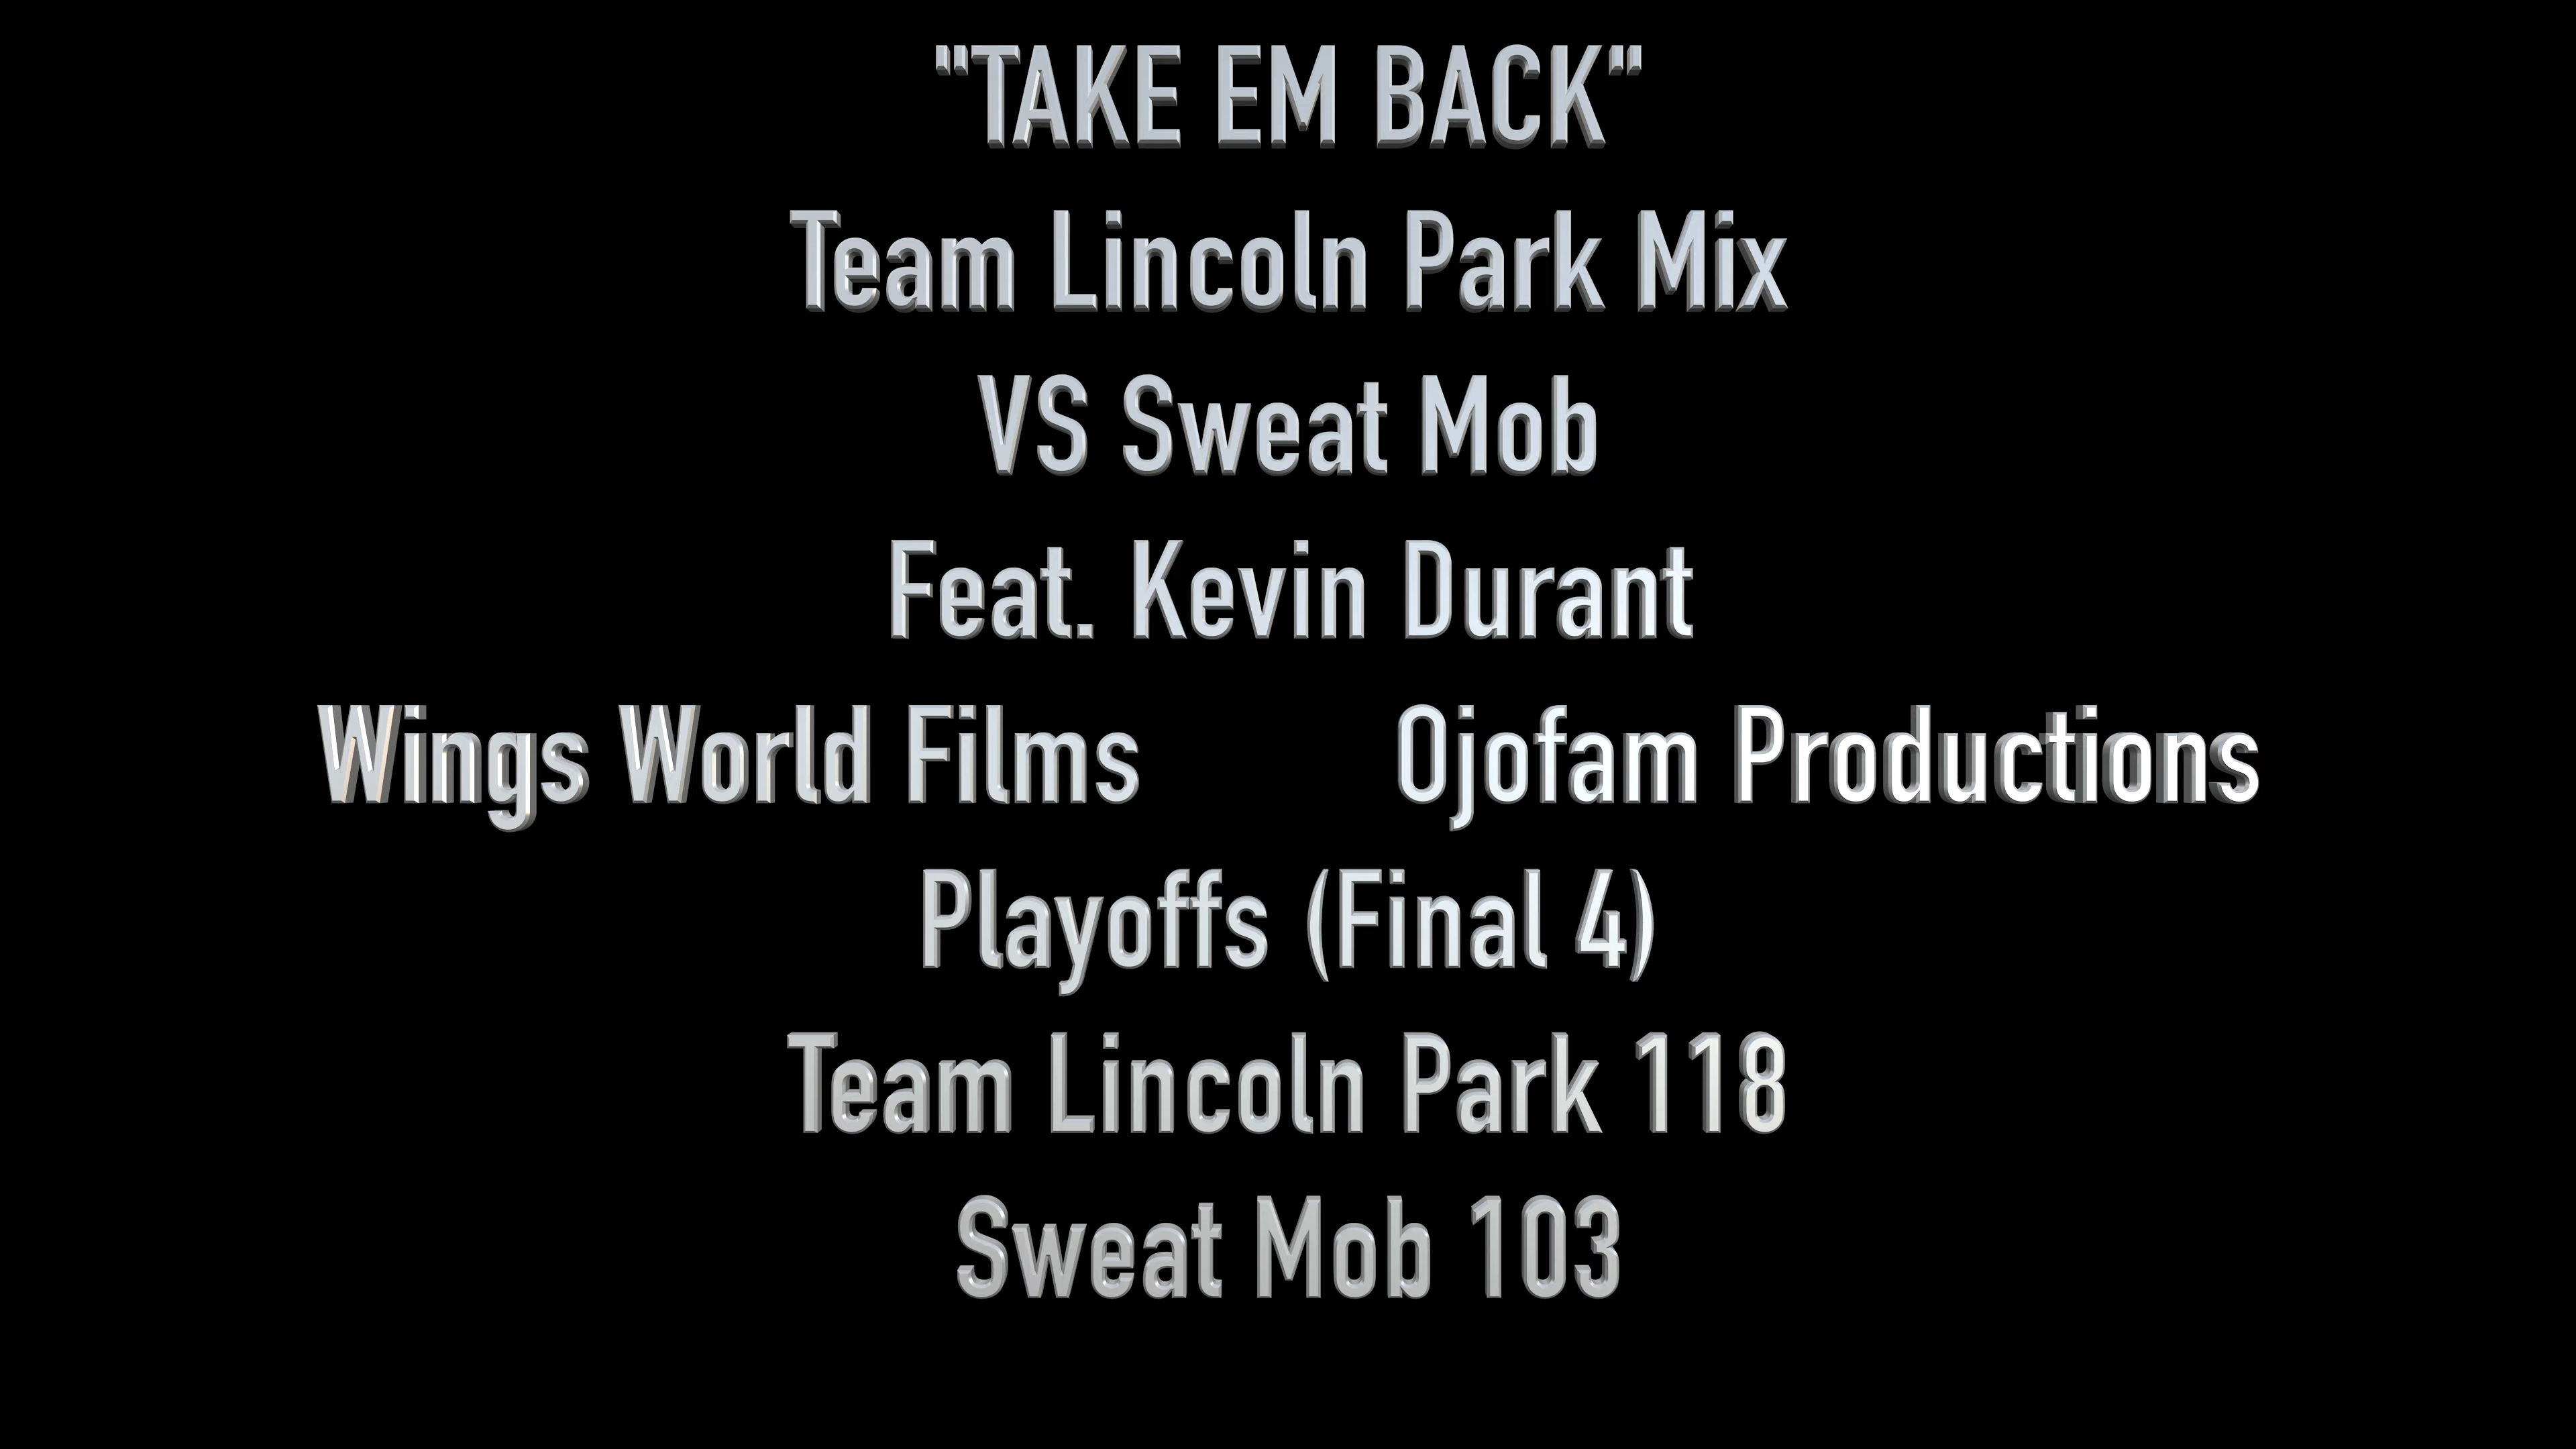 "TAKE EM BACK"
Team Lincoln Park Mix
VS Sweat Mob
Feat. Kevin Durant
Wings World Films Ojofam Productions
Playoffs (Final 4)
Team Lincoln Park 118
Sweat Mob 103